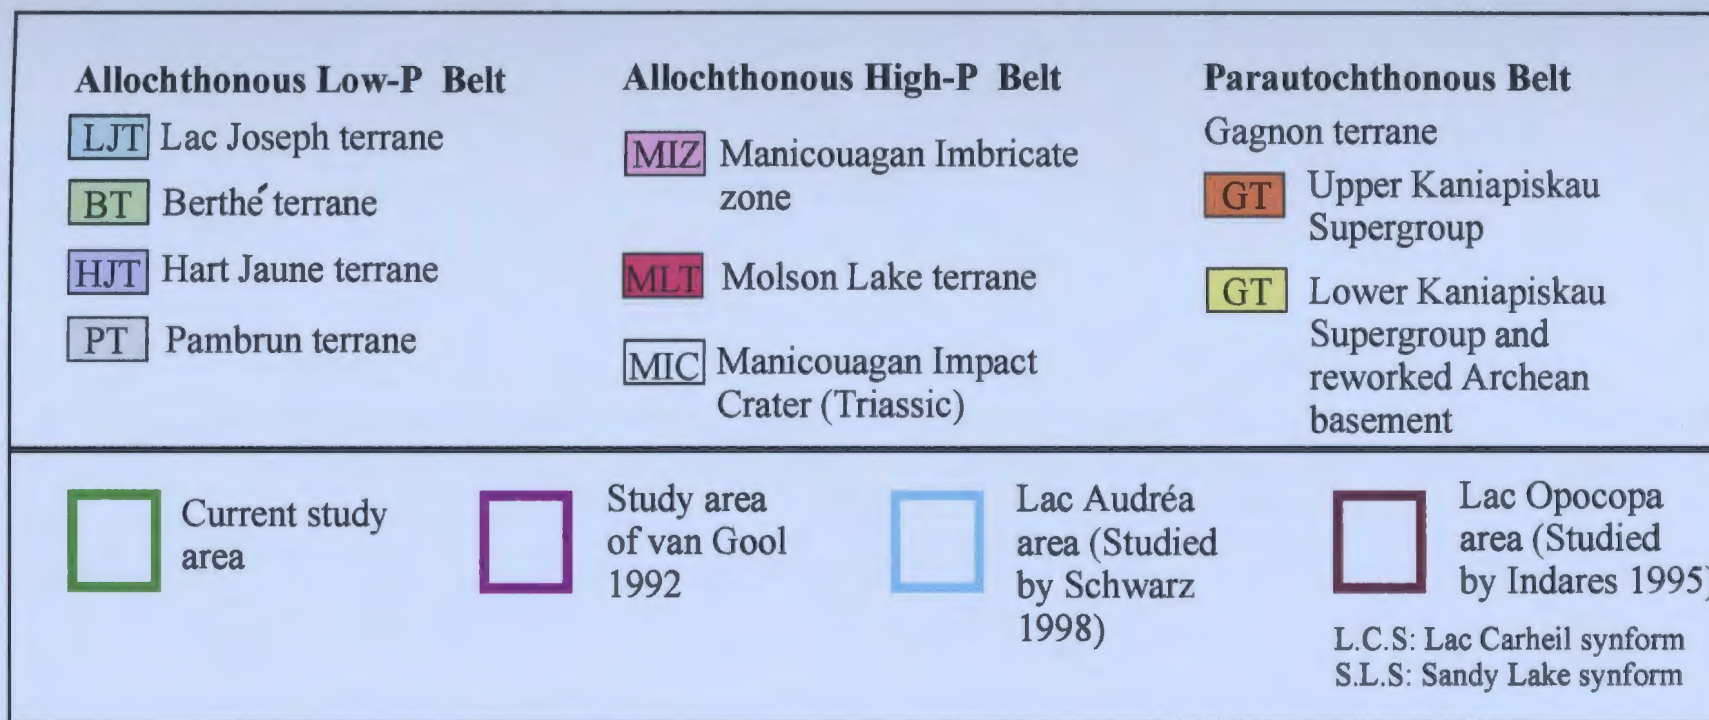 Allochthonous Low-P Belt
LJT Lac Joseph terrane
BT Berthé terrane
HJT Hart Jaune terrane
PT Pambrun terrane
Allochthonous High-P Belt
MIZ Manicouagan Imbricate
zone
MLT Molson Lake terrane
MIC Manicouagan Impact
Crater (Triassic)
Parautochthonous Belt
Gagnon terrane
GT Upper Kaniapiskau
Supergroup
GT Lower Kaniapiskau
Supergroup and
reworked Archean
basement
Current study
area
Study area
of van Gool
1992
Lac Audréa
area (Studied
by Schwarz
1998)
Lac Opocopa
area (Studied
by Indares 1995)
L.C.S: Lac Carheil synform
S.L.S: Sandy Lake synform